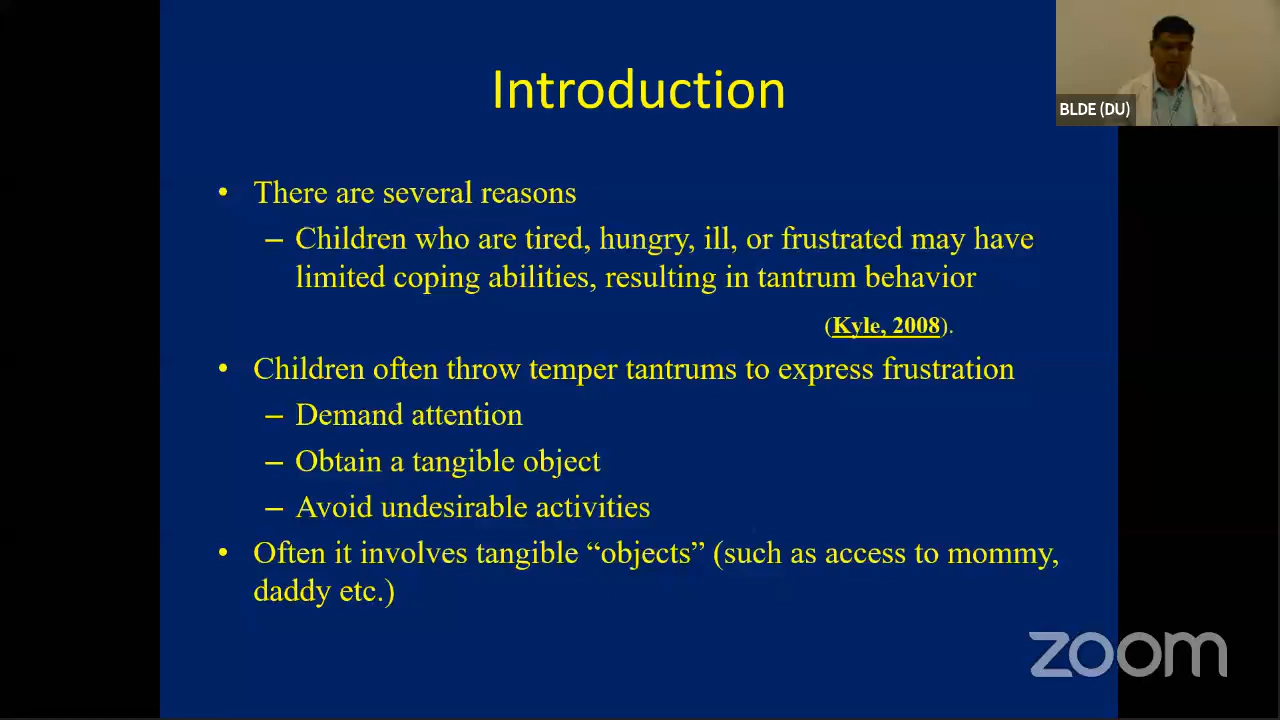 Introduction
BLDE (DU)
• There are several reasons
– Children who are tired, hungry, ill, or frustrated may have
limited coping abilities, resulting in tantrum behavior
(Kyle, 2008).
• Children often throw temper tantrums to express frustration
– Demand attention
– Obtain a tangible object
– Avoid undesirable activities
• Often it involves tangible “objects” (such as access to mommy,
daddy etc.)
zoom